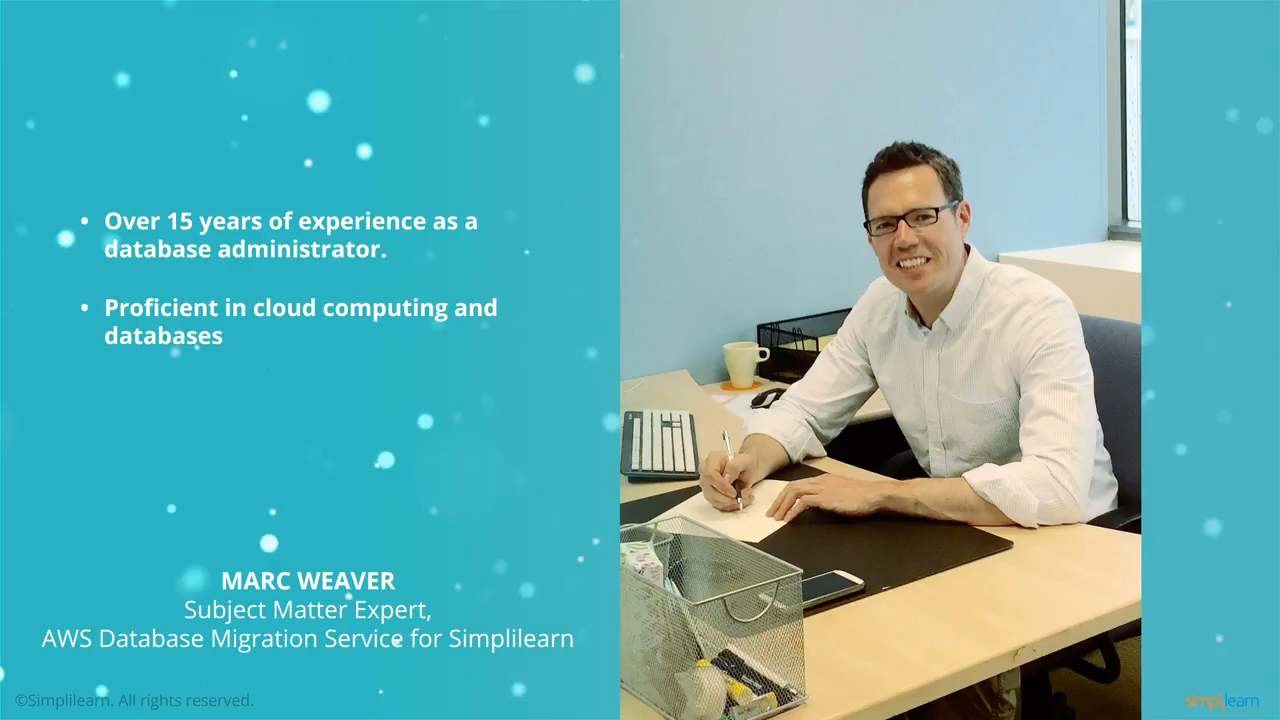 • Over 15 years of experience as a
database administrator.
• Proficient in cloud computing and
databases
MARC WEAVER
Subject Matter Expert,
AWS Database Migration Service for Simplilearn
©Simplilearn. All rights reserved.
simplilearn